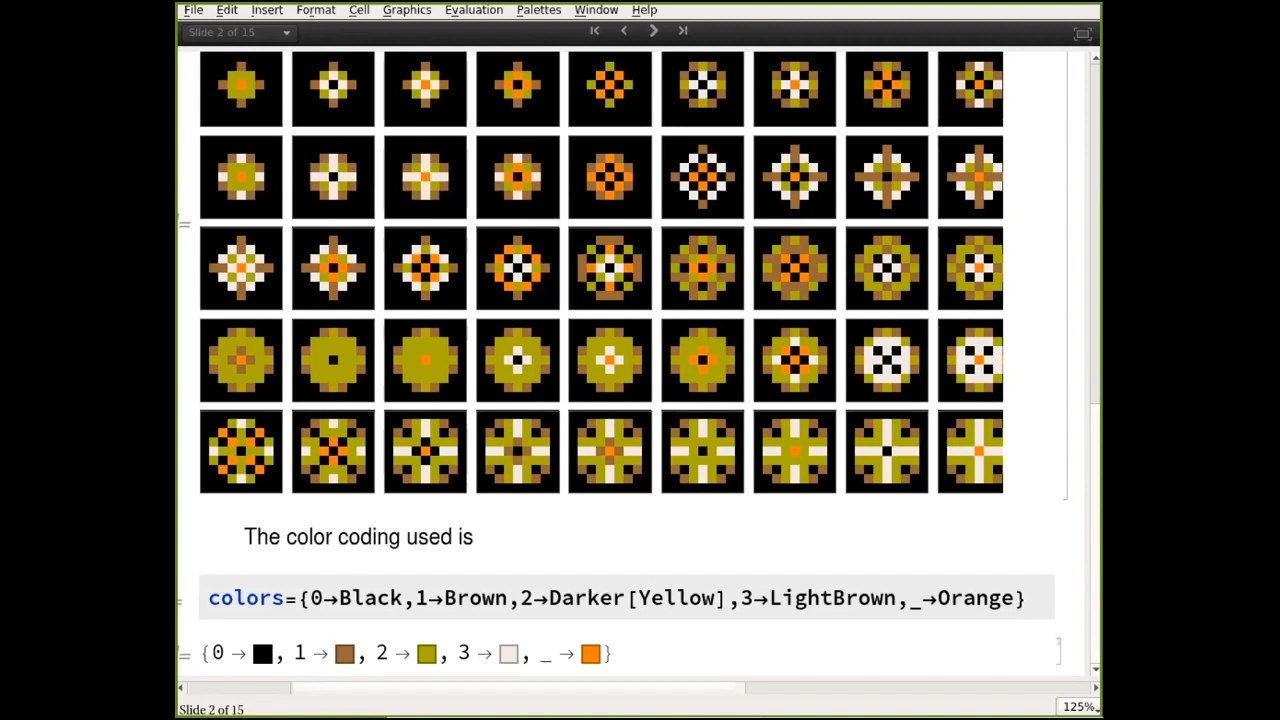 File Edit Insert Format Cell Graphics Evaluation Palettes Window Help
Slide 2 of 15
The color coding used is
colors={0→Black,1→Brown,2→Darker[Yellow],3→LightBrown,_→Orange}
{0 → , 1 → , 2 → , 3 → , _ → }
Slide 2 of 15 125%